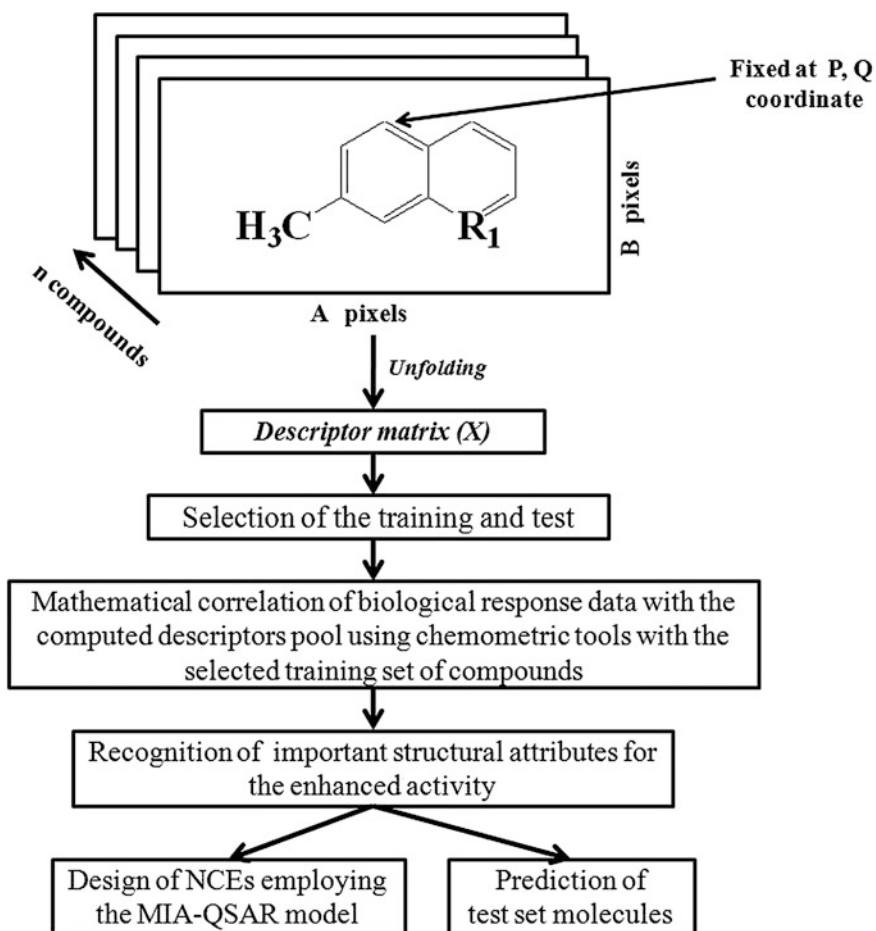 Fixed at P, Q
coordinate
H₃C
R₁
B pixels
n compounds
A pixels
Unfolding
Descriptor matrix (X)
Selection of the training and test
Mathematical correlation of biological response data with the
computed descriptors pool using chemometric tools with the
selected training set of compounds
Recognition of important structural attributes for
the enhanced activity
Design of NCEs employing
the MIA-QSAR model
Prediction of
test set molecules